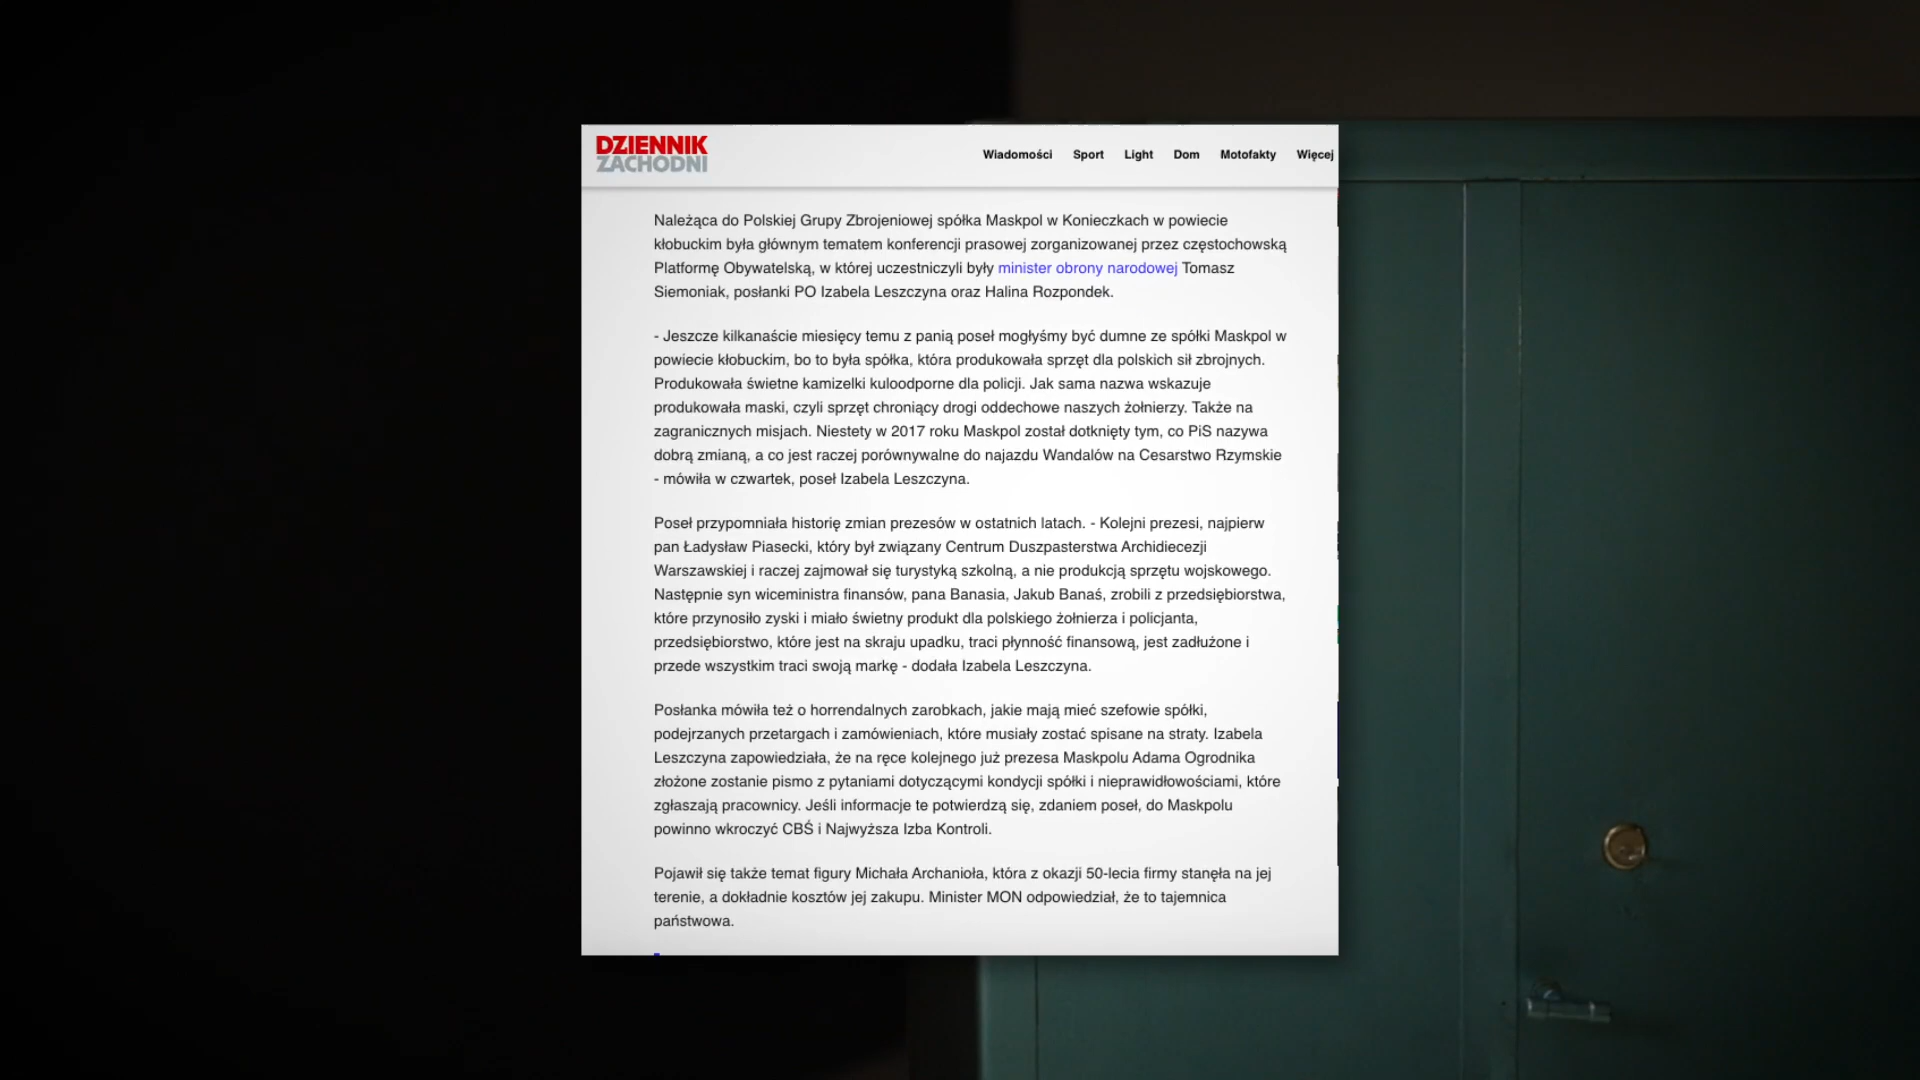 DZIENNIK
ZACHODNI
Wiadomości Sport Light Dom Motofakty Więcej
Należąca do Polskiej Grupy Zbrojeniowej spółka Maskpol w Konieczkach w powiecie
kłobuckim była głównym tematem konferencji prasowej zorganizowanej przez częstochowską
Platformę Obywatelską, w której uczestniczyli były minister obrony narodowej Tomasz
Siemoniak, posłanki PO Izabela Leszczyna oraz Halina Rozpondek.
- Jeszcze kilkanaście miesięcy temu z panią poseł mogłyśmy być dumne ze spółki Maskpol w
powiecie kłobuckim, bo to była spółka, która produkowała sprzęt dla polskich sił zbrojnych.
Produkowała świetne kamizelki kuloodporne dla policji. Jak sama nazwa wskazuje
produkowała maski, czyli sprzęt chroniący drogi oddechowe naszych żołnierzy. Także na
zagranicznych misjach. Niestety w 2017 roku Maskpol został dotknięty tym, co PiS nazywa
dobrą zmianą, a co jest raczej porównywalne do najazdu Wandalów na Cesarstwo Rzymskie
- mówiła w czwartek, poseł Izabela Leszczyna.
Poseł przypomniała historię zmian prezesów w ostatnich latach. - Kolejni prezesi, najpierw
pan Ładysław Piasecki, który był związany Centrum Duszpasterstwa Archidiecezji
Warszawskiej i raczej zajmował się turystyką szkolną, a nie produkcją sprzętu wojskowego.
Następnie syn wiceministra finansów, pana Banasia, Jakub Banaś, zrobili z przedsiębiorstwa,
które przynosiło zyski i miało świetny produkt dla polskiego żołnierza i policjanta,
przedsiębiorstwo, które jest na skraju upadku, traci płynność finansową, jest zadłużone i
przede wszystkim traci swoją markę - dodała Izabela Leszczyna.
Posłanka mówiła też o horrendalnych zarobkach, jakie mają mieć szefowie spółki,
podejrzanych przetargach i zamówieniach, które musiały zostać spisane na straty. Izabela
Leszczyna zapowiedziała, że na ręce kolejnego już prezesa Maskpolu Adama Ogrodnika
złożone zostanie pismo z pytaniami dotyczącymi kondycji spółki i nieprawidłowościami, które
zgłaszają pracownicy. Jeśli informacje te potwierdzą się, zdaniem poseł, do Maskpolu
powinno wkroczyć CBŚ i Najwyższa Izba Kontroli.
Pojawił się także temat figury Michała Archanioła, która z okazji 50-lecia firmy stanęła na jej
terenie, a dokładnie kosztów jej zakupu. Minister MON odpowiedział, że to tajemnica
państwowa.